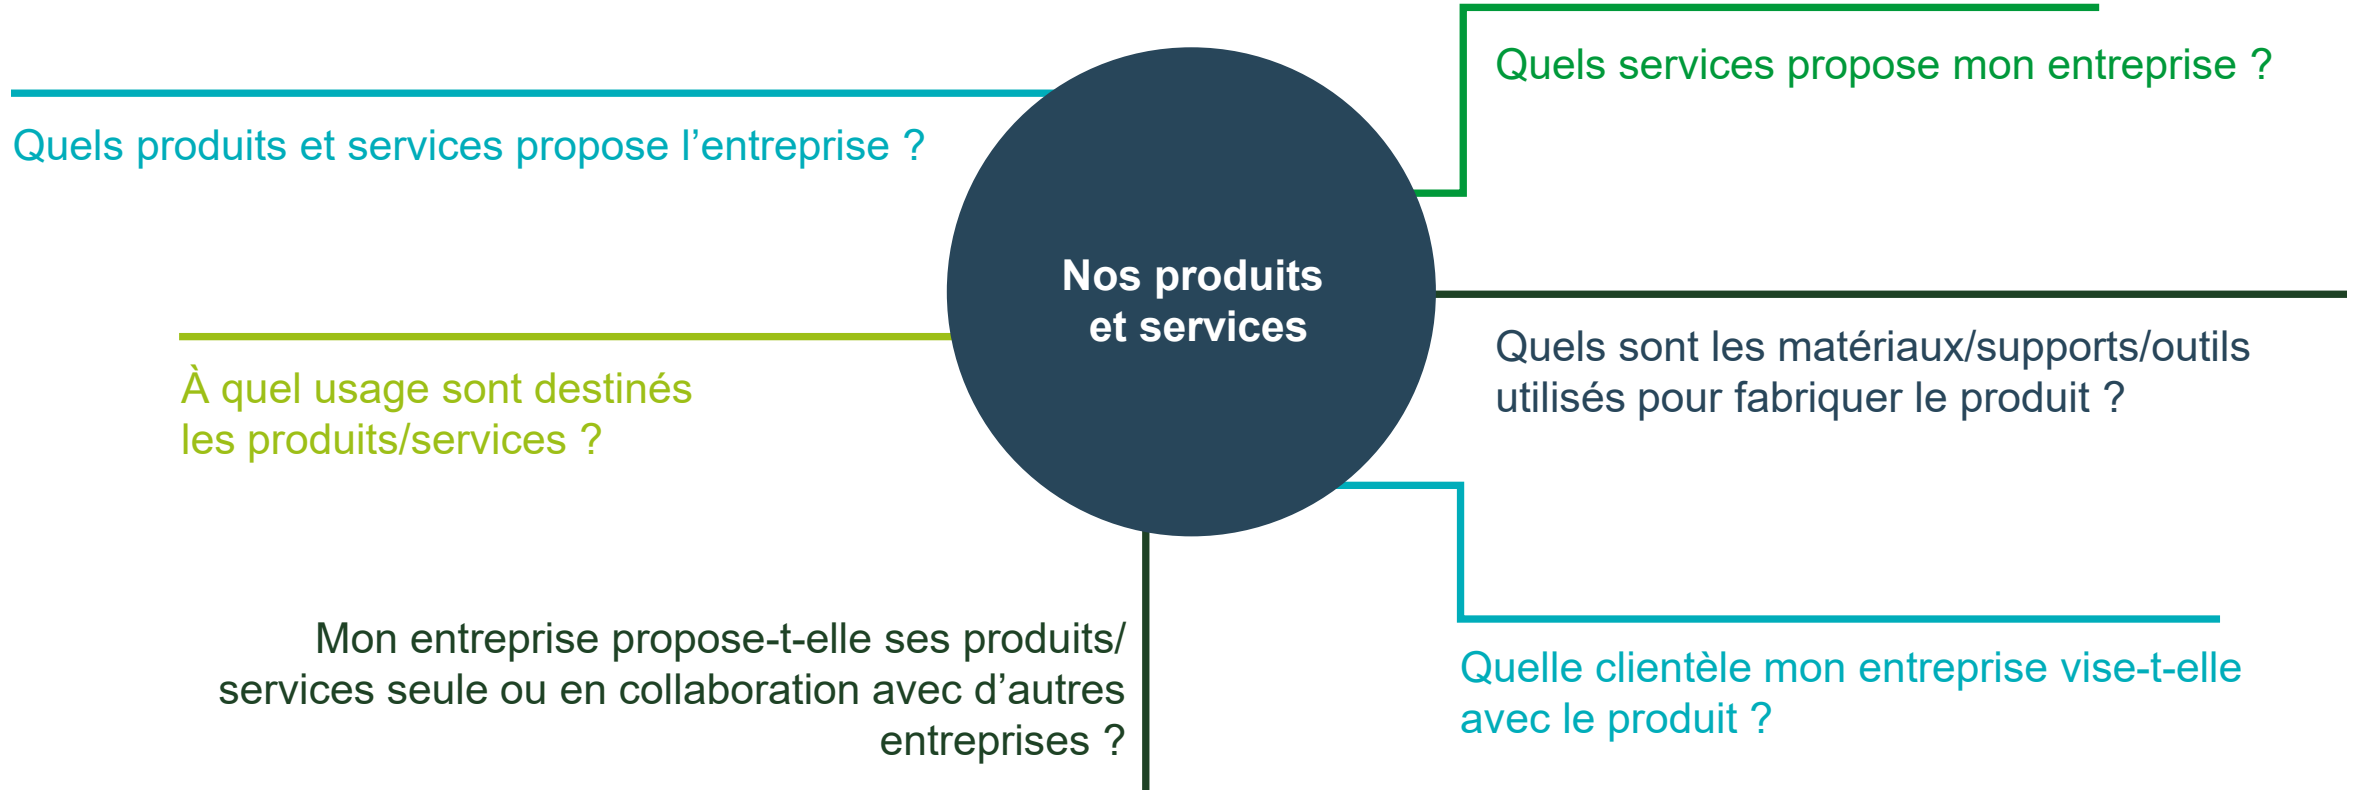 Quels produits et services propose l’entreprise ?
À quel usage sont destinés
les produits/services ?
Mon entreprise propose-t-elle ses produits/
services seule ou en collaboration avec d’autres
entreprises ?
Nos produits
et services
Quels services propose mon entreprise ?
Quels sont les matériaux/supports/outils
utilisés pour fabriquer le produit ?
Quelle clientèle mon entreprise vise-t-elle
avec le produit ?